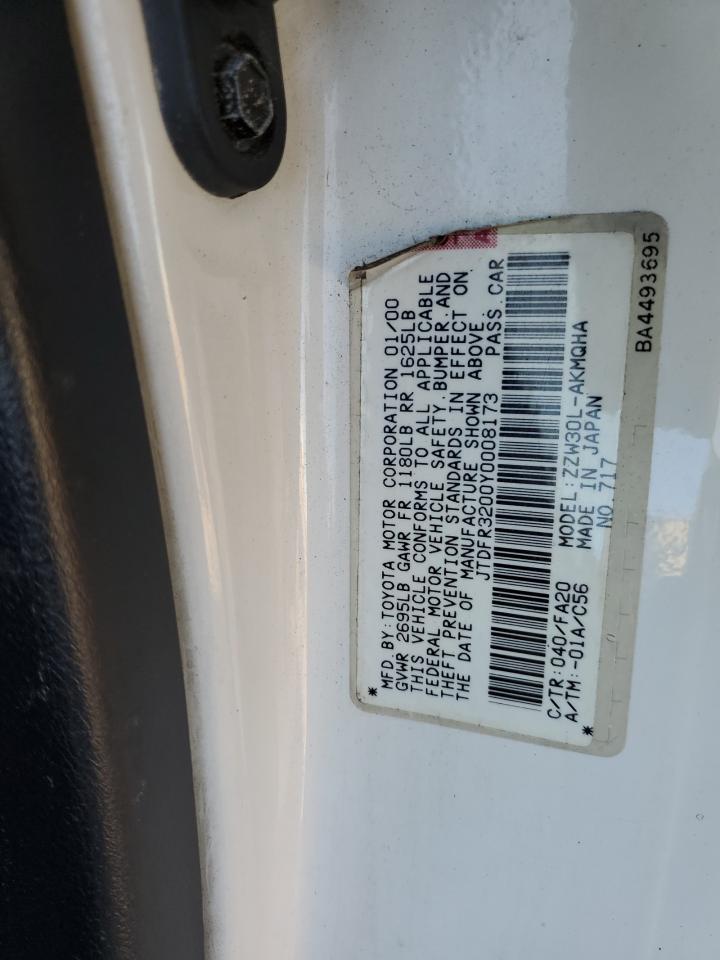 * MFD. BY: TOYOTA MOTOR CORPORATION 01/00
GVWR 2695LB GAWR FR 1180LB RR 1625LB
THIS VEHICLE CONFORMS TO ALL APPLICABLE
FEDERAL MOTOR VEHICLE SAFETY, BUMPER, AND
THEFT PREVENTION STANDARDS IN EFFECT ON
THE DATE OF MANUFACTURE SHOWN ABOVE.
JTDFR3200Y0008173 PASS. CAR
C/TR: 040/FA20 MODEL: ZZW30L-AKMQHA
A/TM: -01A/C56 MADE IN JAPAN
* NO 717
BA4493695